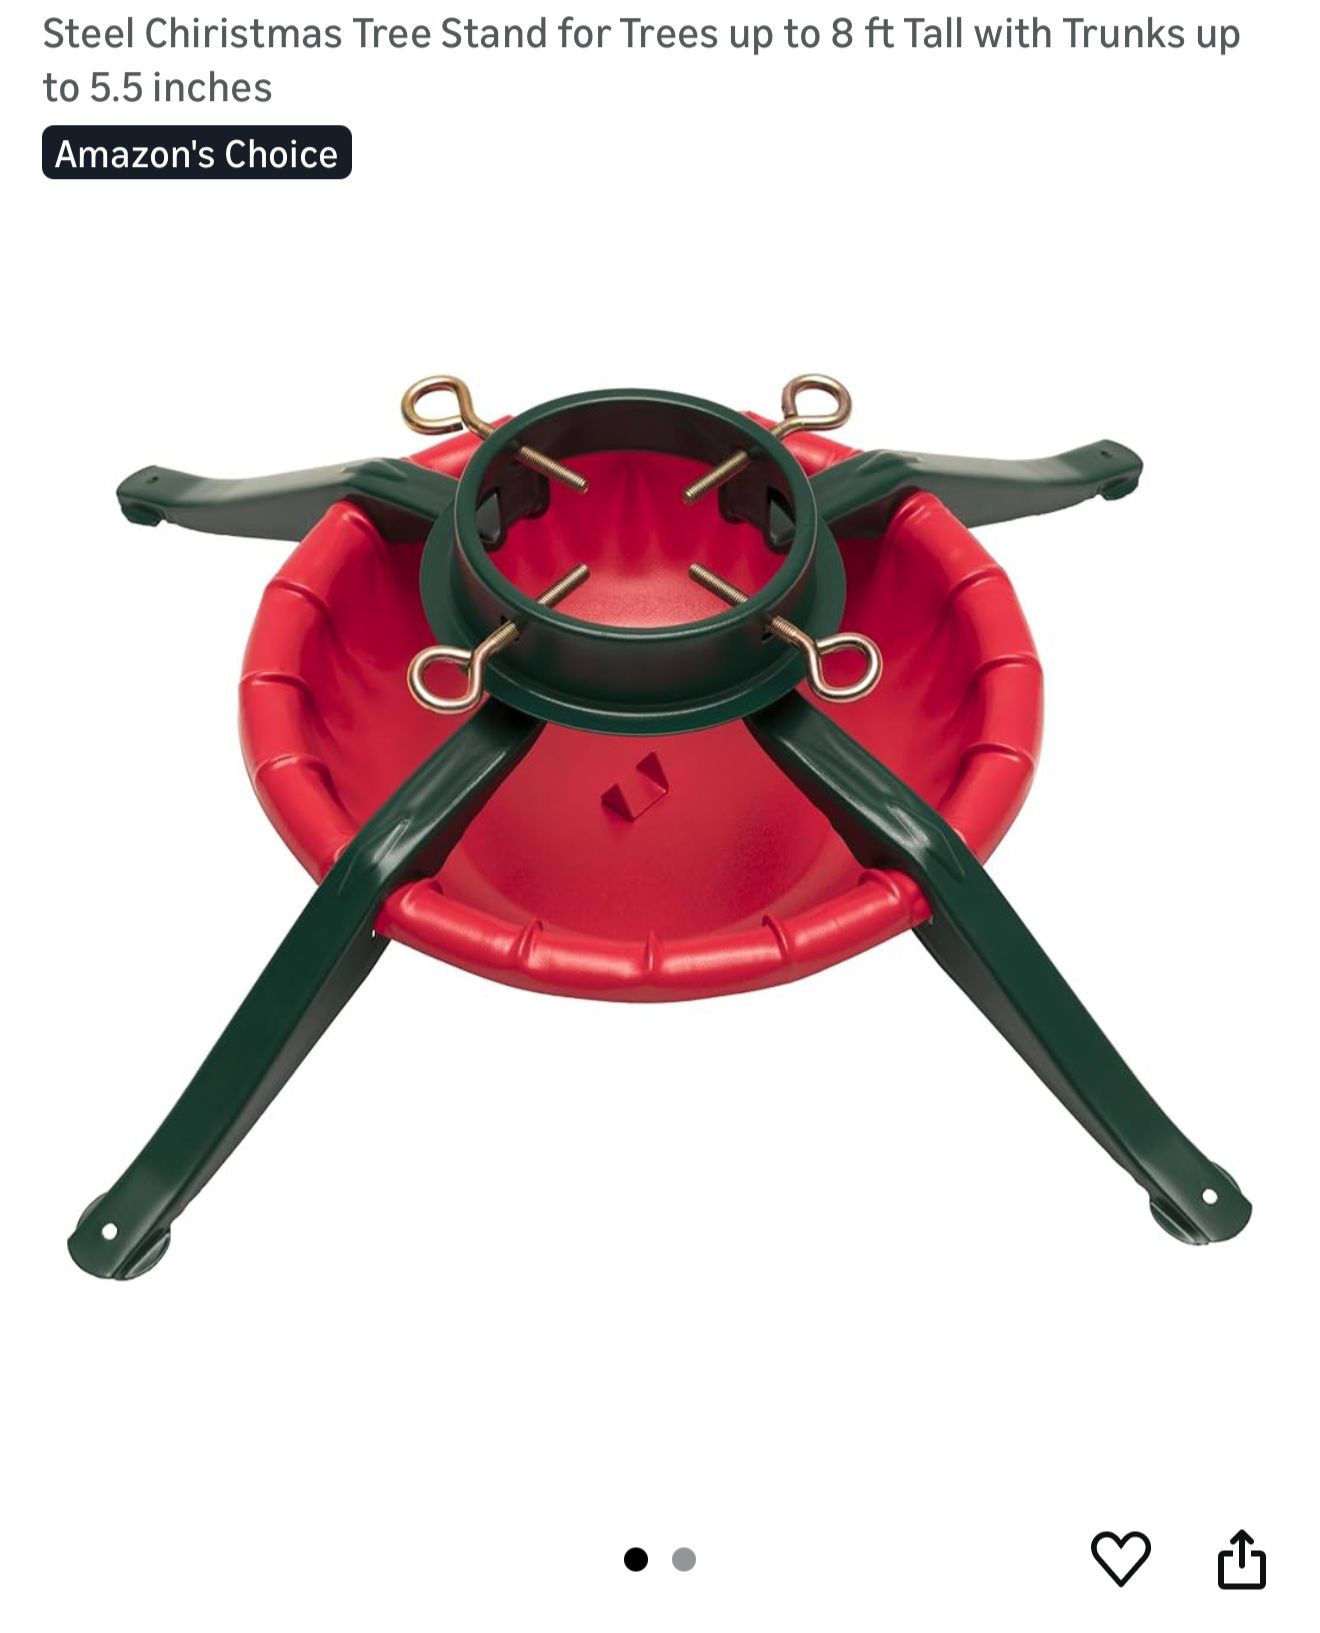 Steel Chiristmas Tree Stand for Trees up to 8 ft Tall with Trunks up
to 5.5 inches
Amazon's Choice